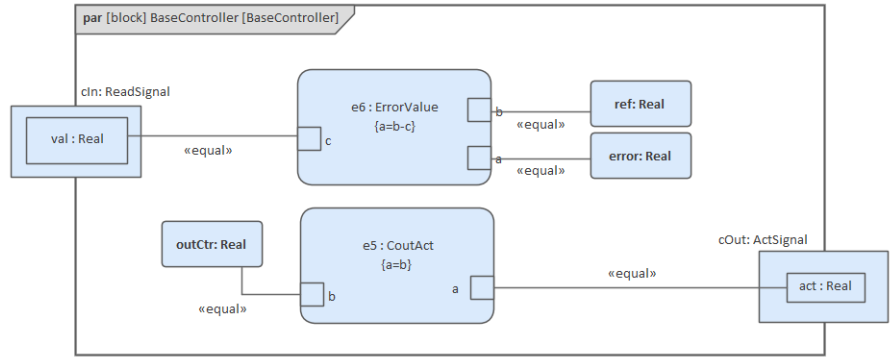 par [block] BaseController [BaseController]
cIn: ReadSignal
val : Real
«equal»
e6 : ErrorValue
{a=b-c}
c
b
a
«equal»
«equal»
ref: Real
error: Real
outCtr: Real
«equal»
e5 : CoutAct
{a=b}
b
a
«equal»
cOut: ActSignal
act : Real